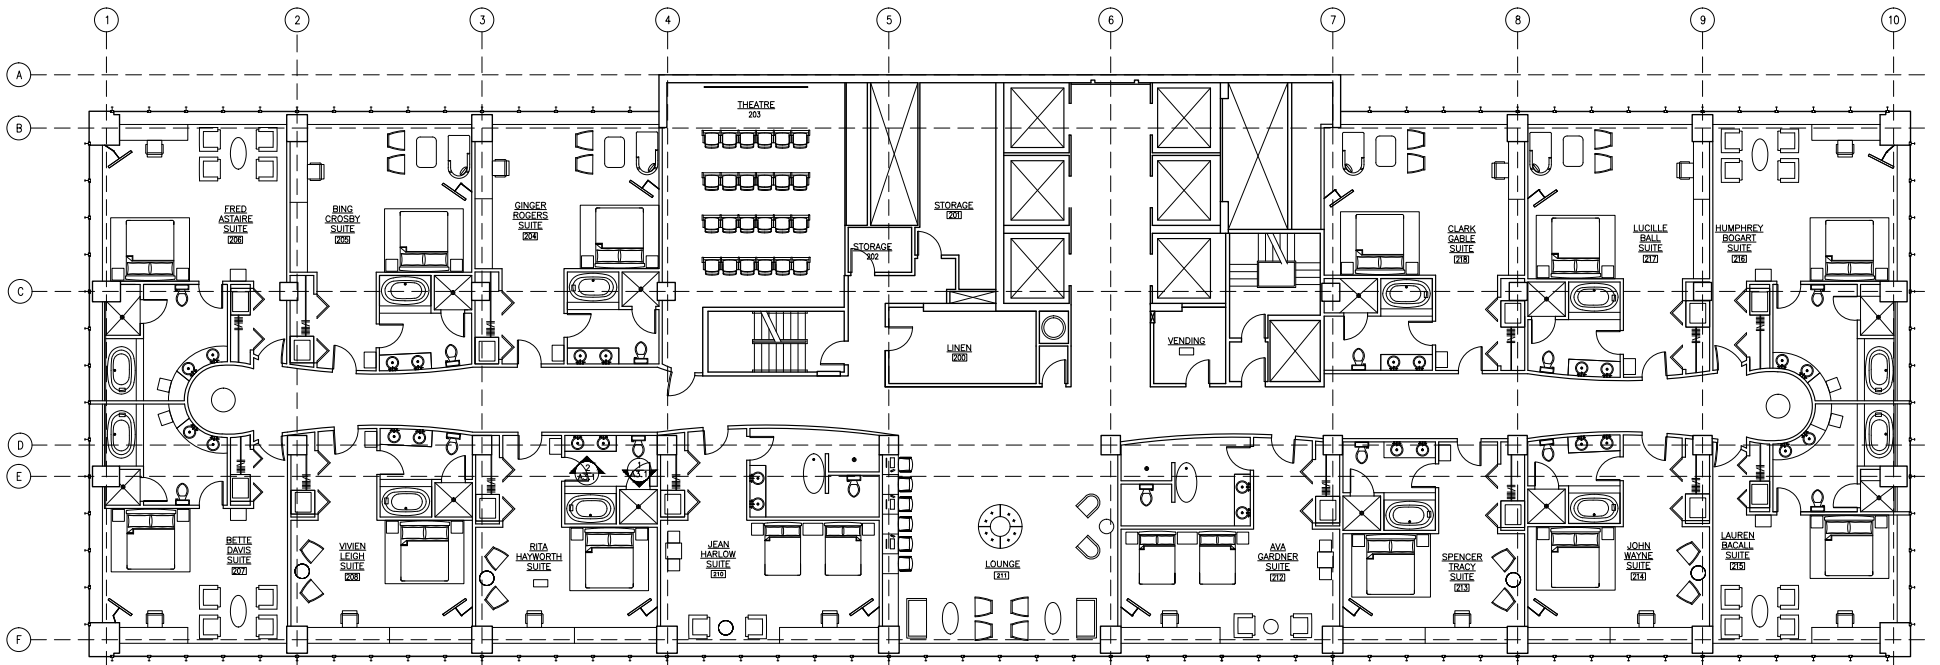 1 2 3 4 5 6 7 8 9 10
A
B
C
D
E
F
THEATRE
203
STORAGE
201
STORAGE
202
LINEN
200
VENDING
FRED
ASTAIRE
SUITE
206
BING
CROSBY
SUITE
205
GINGER
ROGERS
SUITE
204
CLARK
GABLE
SUITE
218
LUCILLE
BALL
SUITE
217
HUMPHREY
BOGART
SUITE
216
BETTE
DAVIS
SUITE
207
VIVIEN
LEIGH
SUITE
208
RITA
HAYWORTH
SUITE
JEAN
HARLOW
SUITE
210
LOUNGE
211
AVA
GARDNER
SUITE
212
SPENCER
TRACY
SUITE
213
JOHN
WAYNE
SUITE
214
LAUREN
BACALL
SUITE
215